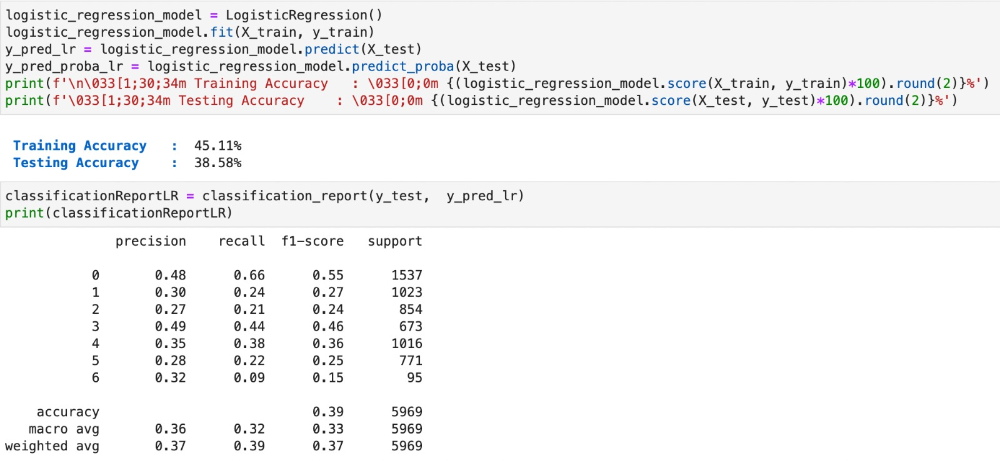 logistic_regression_model = LogisticRegression()
logistic_regression_model.fit(X_train, y_train)
y_pred_lr = logistic_regression_model.predict(X_test)
y_pred_proba_lr = logistic_regression_model.predict_proba(X_test)
print(f'\n\033[1;30;34m Training Accuracy   : \033[0;0m {(logistic_regression_model.score(X_train, y_train)*100).round(2)}%')
print(f'\033[1;30;34m Testing Accuracy    : \033[0;0m {(logistic_regression_model.score(X_test, y_test)*100).round(2)}%')
Training Accuracy   :  45.11%
Testing Accuracy    :  38.58%
classificationReportLR = classification_report(y_test,  y_pred_lr)
print(classificationReportLR)
precision    recall  f1-score   support
0       0.48      0.66      0.55      1537
1       0.30      0.24      0.27      1023
2       0.27      0.21      0.24       854
3       0.49      0.44      0.46       673
4       0.35      0.38      0.36      1016
5       0.28      0.22      0.25       771
6       0.32      0.09      0.15        95
accuracy                           0.39      5969
macro avg       0.36      0.32      0.33      5969
weighted avg       0.37      0.39      0.37      5969